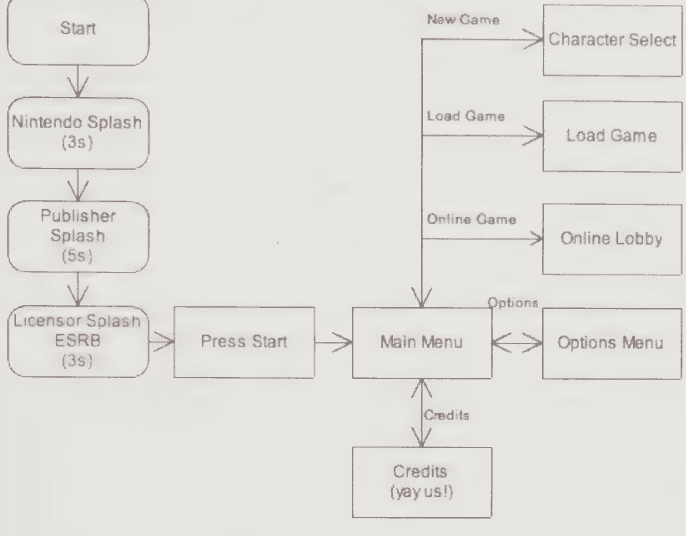 Start
Nintendo Splash
(3s)
Publisher
Splash
(5s)
Licensor Splash
ESRB
(3s)
Press Start
Main Menu
New Game
Character Select
Load Game
Load Game
Online Game
Online Lobby
Options
Options Menu
Credits
Credits
(yay us!)